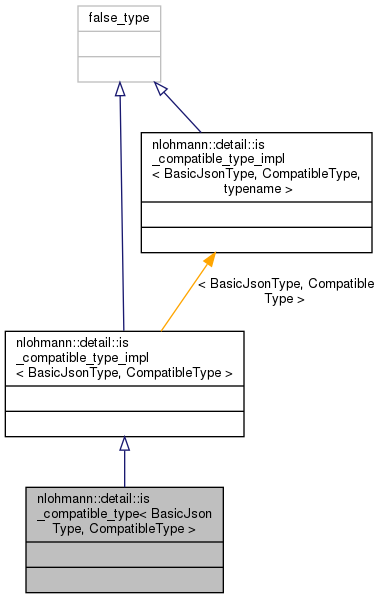 false_type
nlohmann::detail::is
_compatible_type_impl
< BasicJsonType, CompatibleType,
typename >
< BasicJsonType, Compatible
Type >
nlohmann::detail::is
_compatible_type_impl
< BasicJsonType, CompatibleType >
nlohmann::detail::is
_compatible_type< BasicJson
Type, CompatibleType >